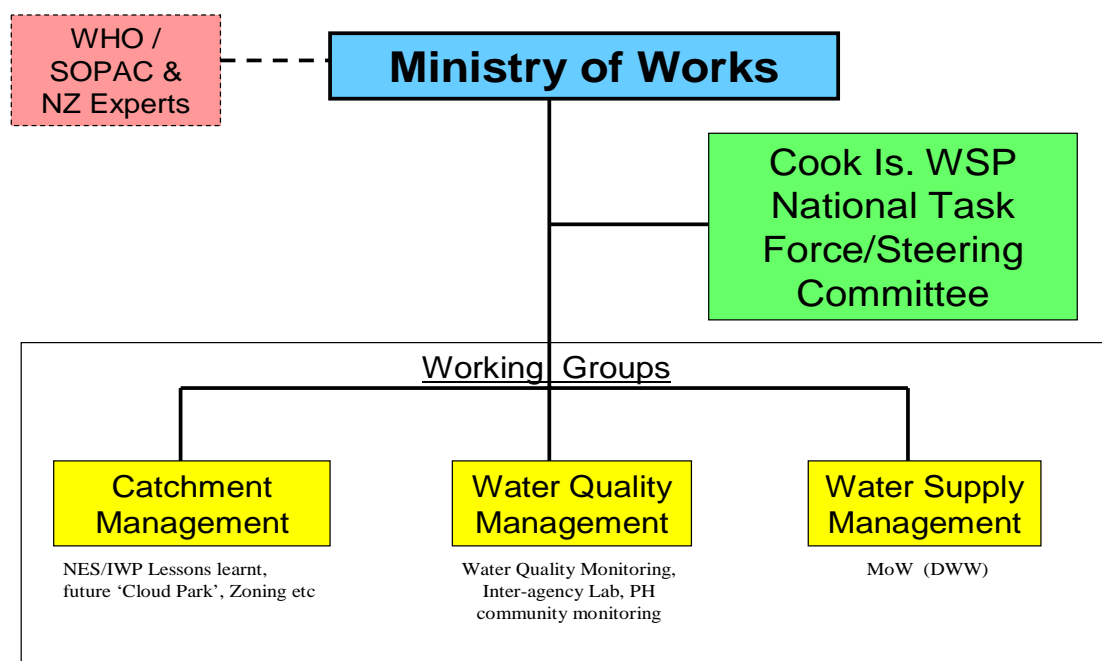 WHO /
SOPAC &
NZ Experts
Ministry of Works
Cook Is. WSP
National Task
Force/Steering
Committee
Working Groups
Catchment
Management
NES/IWP Lessons learnt,
future ‘Cloud Park’, Zoning etc
Water Quality
Management
Water Quality Monitoring,
Inter-agency Lab, PH
community monitoring
Water Supply
Management
MoW (DWW)